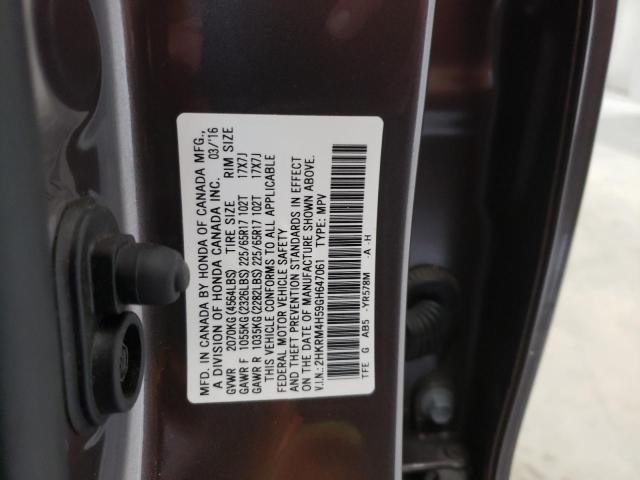 MFD. IN CANADA BY HONDA OF CANADA MFG.,
A DIVISION OF HONDA CANADA INC. 03/16
GVWR 2070KG (4564LBS) TIRE SIZE RIM SIZE
GAWR F 1055KG (2326LBS) 225/65R17 102T 17X7J
GAWR R 1035KG (2282LBS) 225/65R17 102T 17X7J
THIS VEHICLE CONFORMS TO ALL APPLICABLE
FEDERAL MOTOR VEHICLE SAFETY
AND THEFT PREVENTION STANDARDS IN EFFECT
ON THE DATE OF MANUFACTURE SHOWN ABOVE.
V.I.N.: 2HKRM4H59GH647061 TYPE: MPV
TFE G AB5 -YR578M -A -H